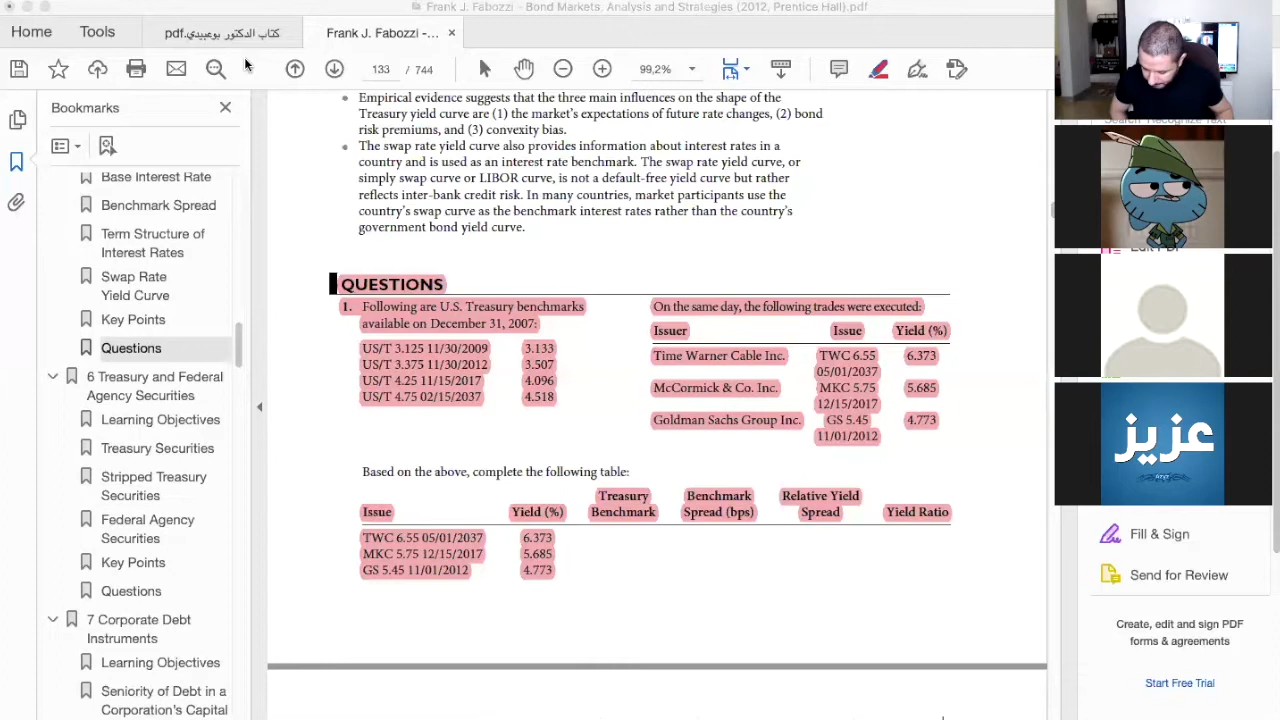 Frank J. Fabozzi - Bond Markets, Analysis and Strategies (2012, Prentice Hall).pdf
Home
Tools
كتاب الدكتور بوعبيدي.pdf
Frank J. Fabozzi -...
133 / 744
99,2%
Bookmarks
Base Interest Rate
Benchmark Spread
Term Structure of
Interest Rates
Swap Rate
Yield Curve
Key Points
Questions
6 Treasury and Federal
Agency Securities
Learning Objectives
Treasury Securities
Stripped Treasury
Securities
Federal Agency
Securities
Key Points
Questions
7 Corporate Debt
Instruments
Learning Objectives
Seniority of Debt in a
Corporation's Capital
• Empirical evidence suggests that the three main influences on the shape of the
Treasury yield curve are (1) the market's expectations of future rate changes, (2) bond
risk premiums, and (3) convexity bias.
• The swap rate yield curve also provides information about interest rates in a
country and is used as an interest rate benchmark. The swap rate yield curve, or
simply swap curve or LIBOR curve, is not a default-free yield curve but rather
reflects inter-bank credit risk. In many countries, market participants use the
country's swap curve as the benchmark interest rates rather than the country's
government bond yield curve.
QUESTIONS
1. Following are U.S. Treasury benchmarks
available on December 31, 2007:
US/T 3.125 11/30/2009 3.133
US/T 3.375 11/30/2012 3.507
US/T 4.25 11/15/2017 4.096
US/T 4.75 02/15/2037 4.518
On the same day, the following trades were executed:
Issuer Issue Yield (%)
Time Warner Cable Inc. TWC 6.55 6.373
05/01/2037
McCormick & Co. Inc. MKC 5.75 5.685
12/15/2017
Goldman Sachs Group Inc. GS 5.45 4.773
11/01/2012
Based on the above, complete the following table:
Treasury Benchmark Relative Yield
Issue Yield (%) Benchmark Spread (bps) Spread Yield Ratio
TWC 6.55 05/01/2037 6.373
MKC 5.75 12/15/2017 5.685
GS 5.45 11/01/2012 4.773
عزيز
Azyz
Fill & Sign
Send for Review
Create, edit and sign PDF
forms & agreements
Start Free Trial